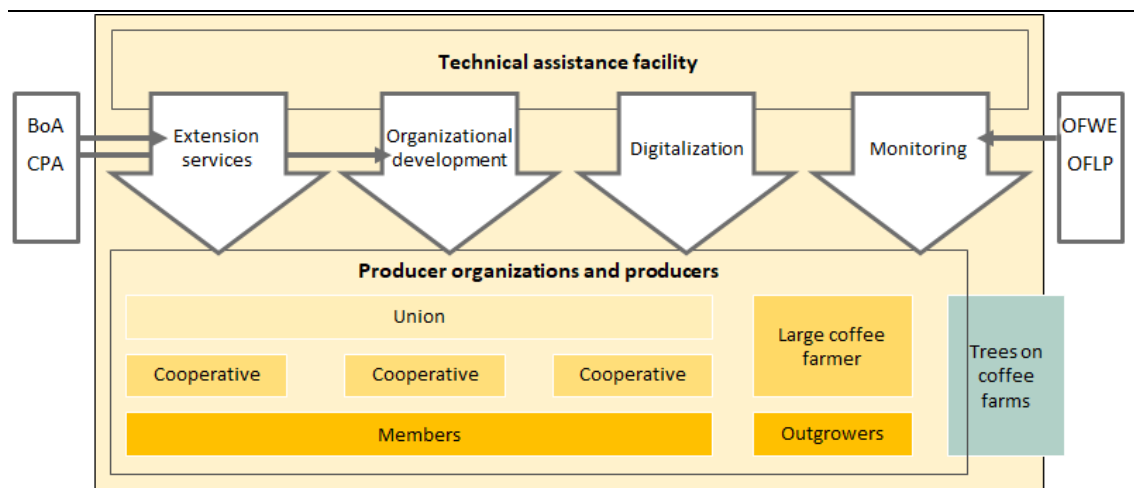 Technical assistance facility
BoA
CPA
Extension
services
Organizational
development
Digitalization
Monitoring
OFWE
OFLP
Producer organizations and producers
Union
Large coffee
farmer
Trees on
coffee
farms
Cooperative
Cooperative
Cooperative
Members
Outgrowers